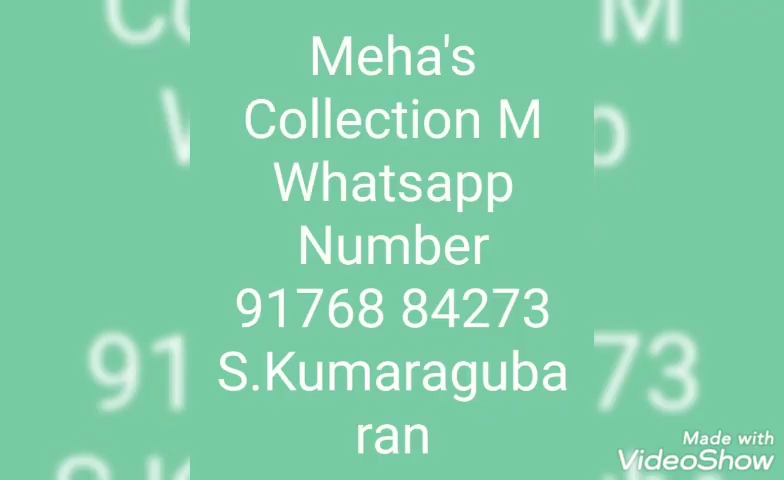 Meha's
Collection M
Whatsapp
Number
91768 84273
S.Kumaraguba
ran
Made with
VideoShow